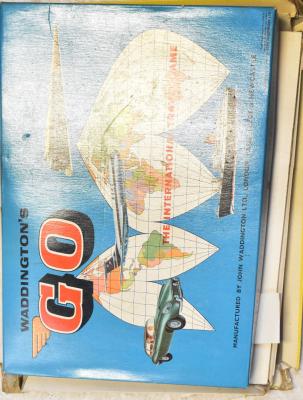 WADDINGTON'S
GO
THE INTERNATIONAL TRAVEL GAME
MANUFACTURED BY JOHN WADDINGTON LTD., LONDON